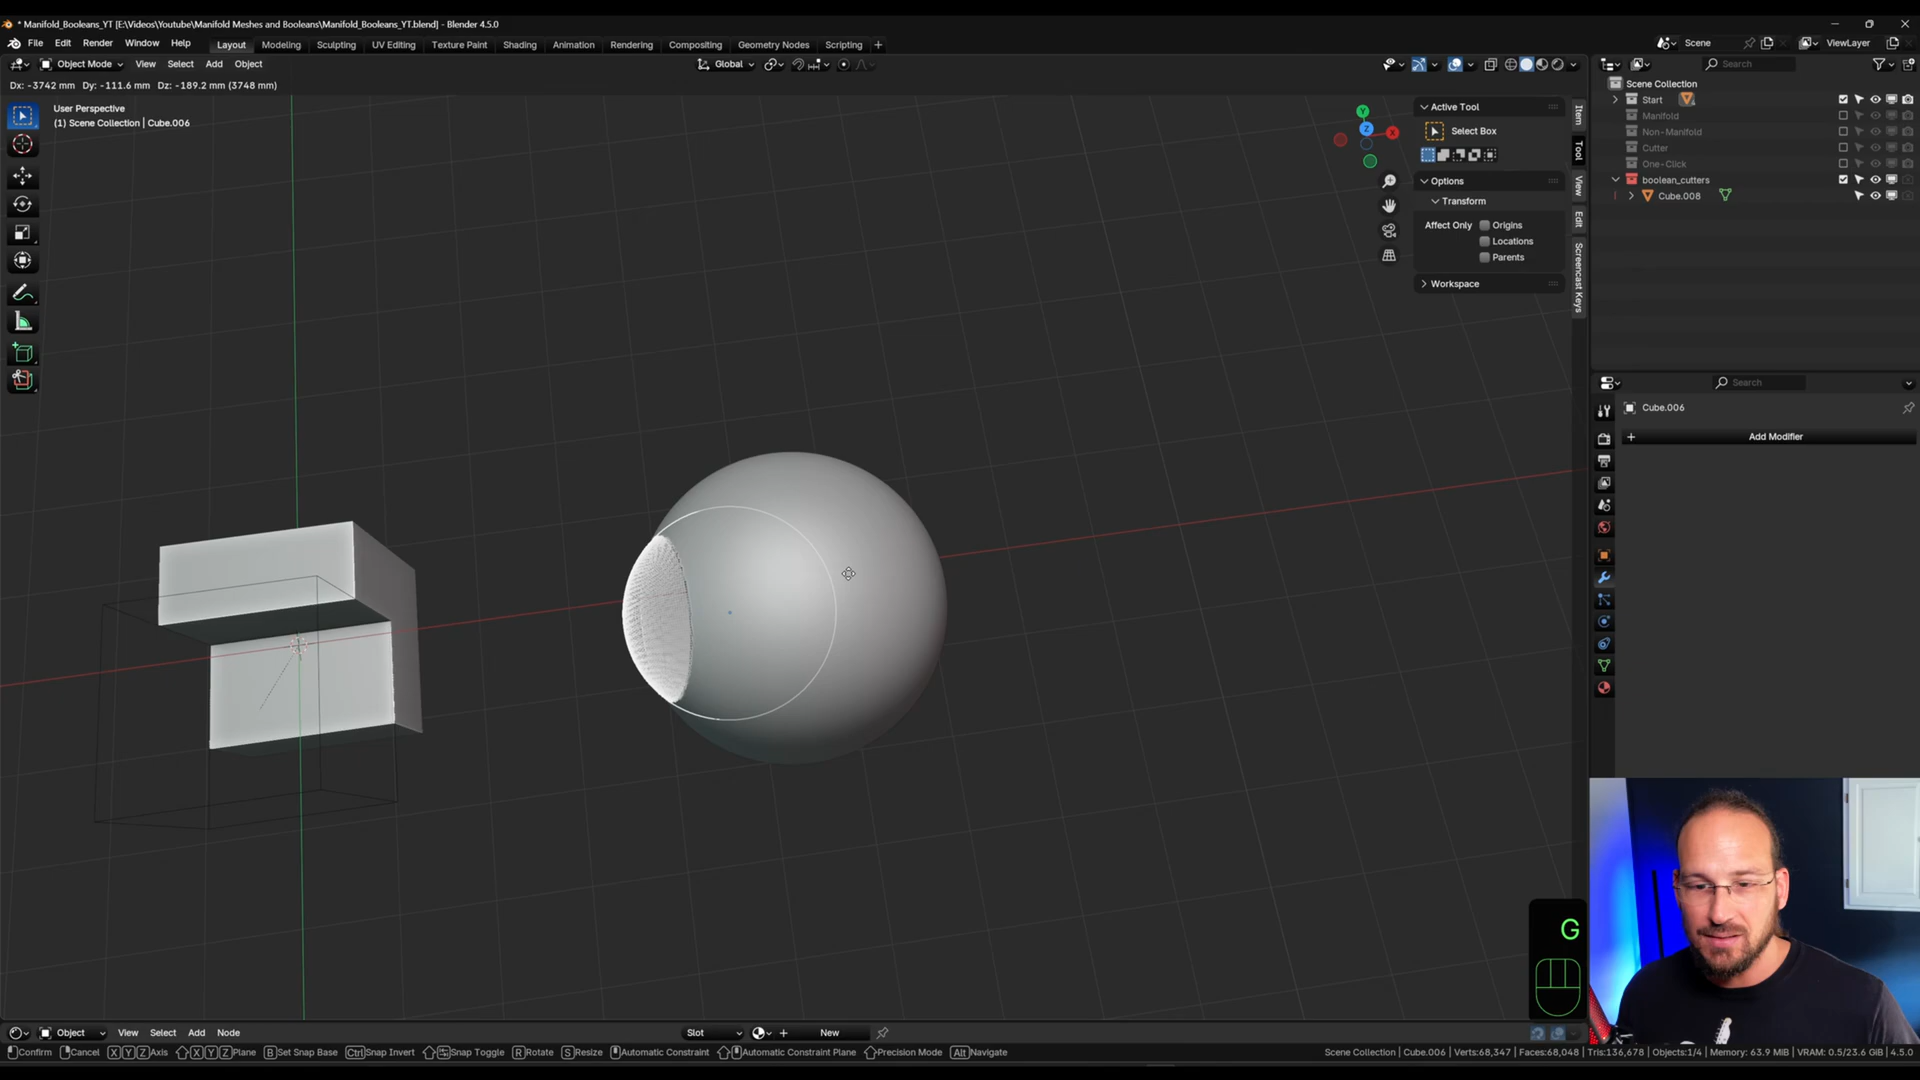 * Manifold_Booleans_YT [E:\Videos\Youtube\Manifold Meshes and Booleans\Manifold_Booleans_YT.blend] - Blender 4.5.0
File Edit Render Window Help Layout Modeling Sculpting UV Editing Texture Paint Shading Animation Rendering Compositing Geometry Nodes Scripting + Scene ViewLayer
Object Mode View Select Add Object Global Search
Dx: -3742 mm Dy: -111.6 mm Dz: -189.2 mm (3748 mm)
User Perspective
(1) Scene Collection | Cube.006
Y
Z
X
Active Tool
Select Box
Options
Transform
Affect Only Origins
Locations
Parents
Workspace
Item
Tool
View
Edit
Screencast Keys
Scene Collection
Start
Manifold
Non-Manifold
Cutter
One-Click
boolean_cutters
Cube.008
Search
Cube.006
+ Add Modifier
G
Object View Select Add Node Slot + New
Confirm Cancel X Y Z Axis X Y Z Plane B Set Snap Base Ctrl Snap Invert Snap Toggle R Rotate S Resize Automatic Constraint Automatic Constraint Plane Precision Mode Alt Navigate Scene Collection | Cube.006 | Verts:68,347 | Faces:68,048 | Tris:136,678 | Objects:1/4 | Memory: 63.9 MiB | VRAM: 0.5/23.6 GiB | 4.5.0